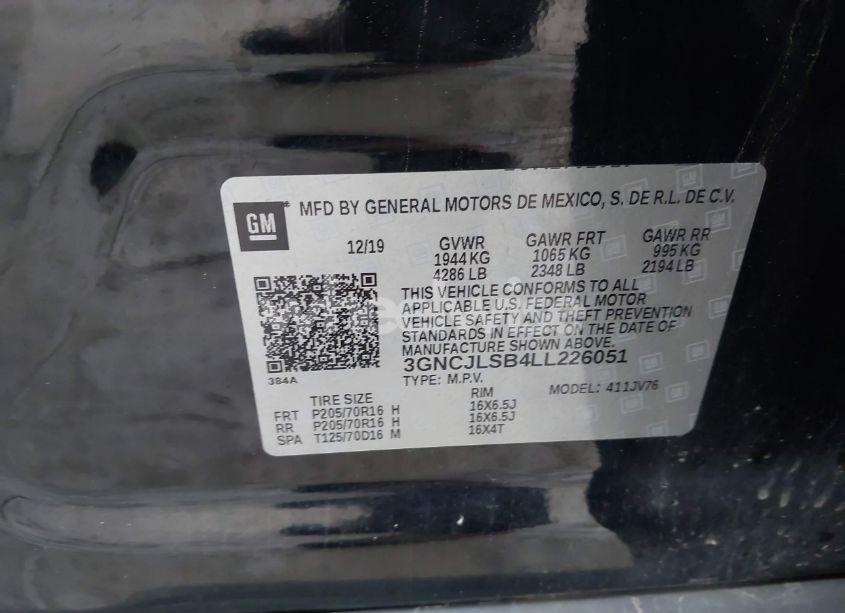 GM ® MFD BY GENERAL MOTORS DE MEXICO, S. DE R.L. DE C.V.
12/19 GVWR GAWR FRT GAWR RR
1944 KG 1065 KG 995 KG
4286 LB 2348 LB 2194 LB
THIS VEHICLE CONFORMS TO ALL
APPLICABLE U.S. FEDERAL MOTOR
VEHICLE SAFETY AND THEFT PREVENTION
STANDARDS IN EFFECT ON THE DATE OF
MANUFACTURE SHOWN ABOVE.
3GNCJLSB4LL226051
384A
TYPE: M.P.V. MODEL: 411JV76
TIRE SIZE RIM
FRT P205/70R16 H 16X6.5J
RR P205/70R16 H 16X6.5J
SPA T125/70D16 M 16X4T